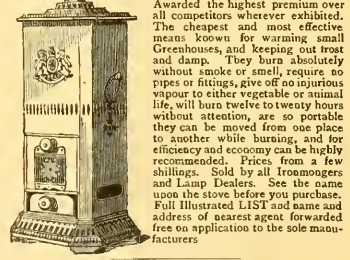 Awarded the highest premium over
all competitors wherever exhibited.
The cheapest and most effective
means known for warming small
Greenhouses, and keeping out frost
and damp. They burn absolutely
without smoke or smell, require no
pipes or fittings, give off no injurious
vapour to either vegetable or animal
life, will burn twelve to twenty hours
without attention, are so portable
they can be moved from one place
to another while burning, and for
efficiency and economy can be highly
recommended. Prices from a few
shillings. Sold by all Ironmongers
and Lamp Dealers. See the name
upon the stove before you purchase.
Full Illustrated LIST and name and
address of nearest agent forwarded
free on application to the sole manu-
facturers